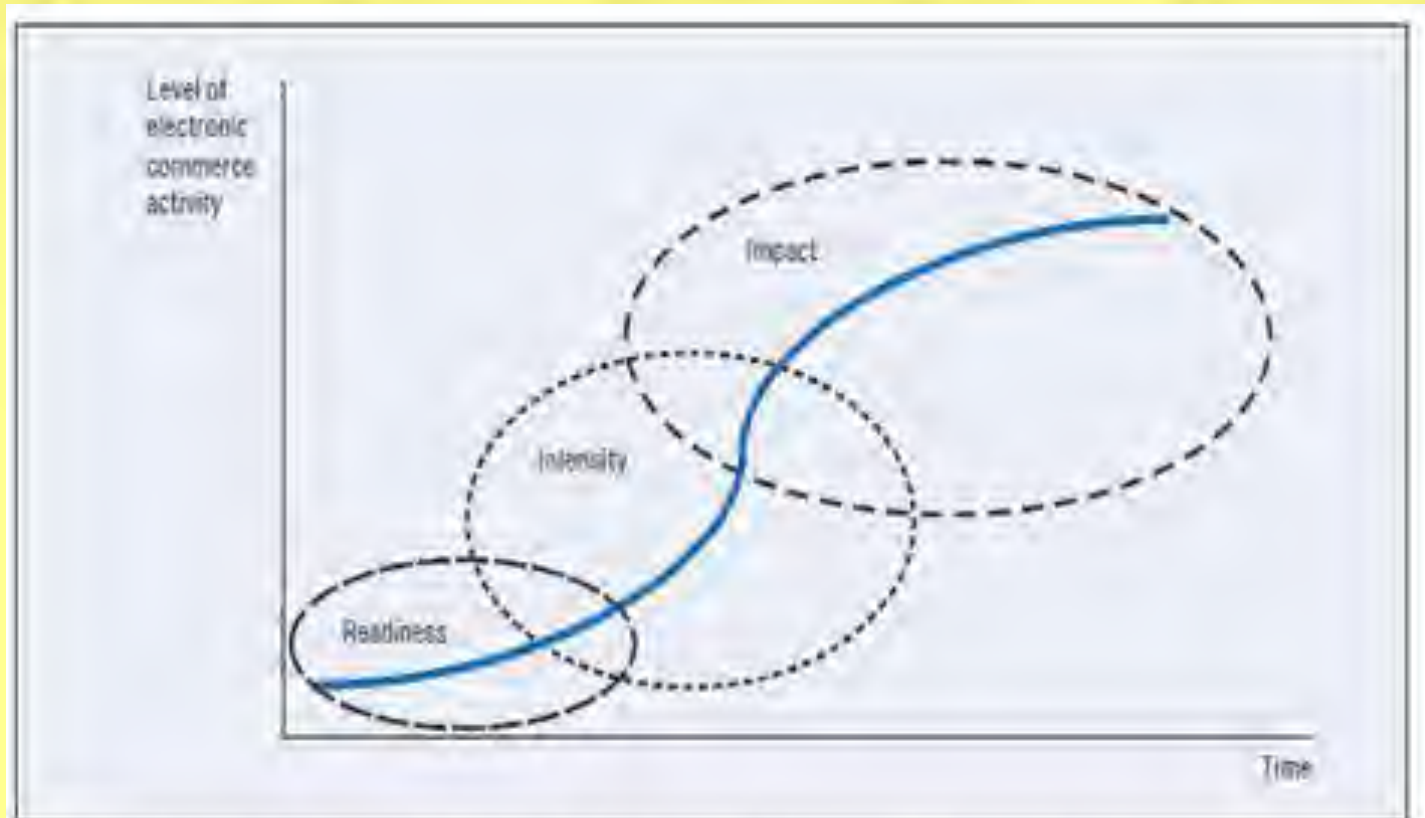 Level of
electronic
commerce
activity
Impact
Intensity
Readiness
Time